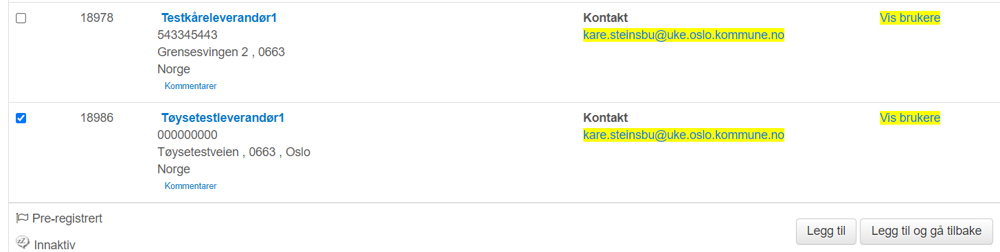 18978 Testkåreleverandør1 Kontakt Vis brukere
543345443 kare.steinsbu@uke.oslo.kommune.no
Grensesvingen 2 , 0663
Norge
Kommentarer
18986 Tøysetestleverandør1 Kontakt Vis brukere
000000000 kare.steinsbu@uke.oslo.kommune.no
Tøysetestveien , 0663 , Oslo
Norge
Kommentarer
Pre-registrert
Legg til Legg til og gå tilbake
zZ Innaktiv